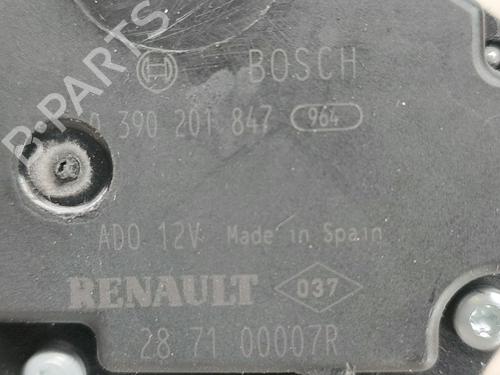 BOSCH
0 390 201 847 964
B-PARTS
ADO 12V Made in Spain
RENAULT 037
28 71 00007R